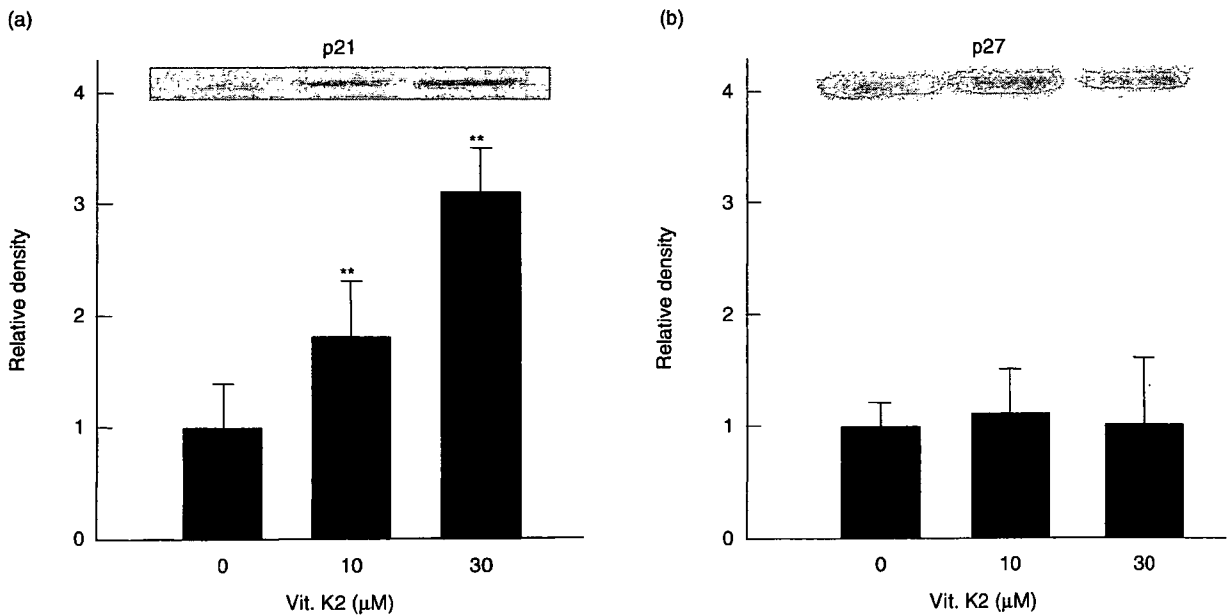 (a)
p21
4
3
2
1
0
Relative density
**
**
0 10 30
Vit. K2 (μM)
(b)
p27
4
3
2
1
0
Relative density
0 10 30
Vit. K2 (μM)